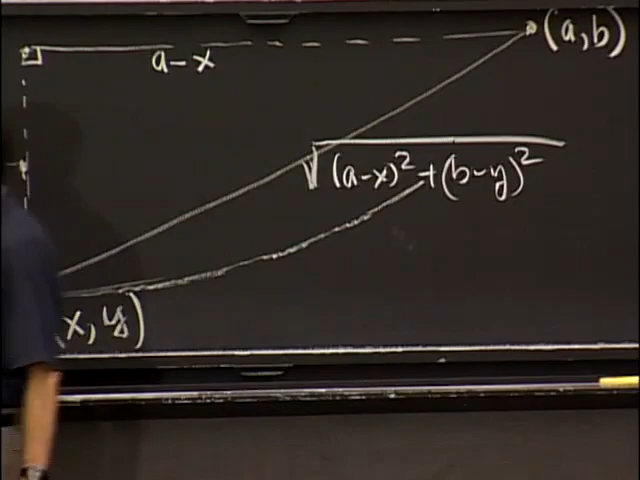 (a,b)
a-x
√(a-x)²+(b-y)²
(x,y)